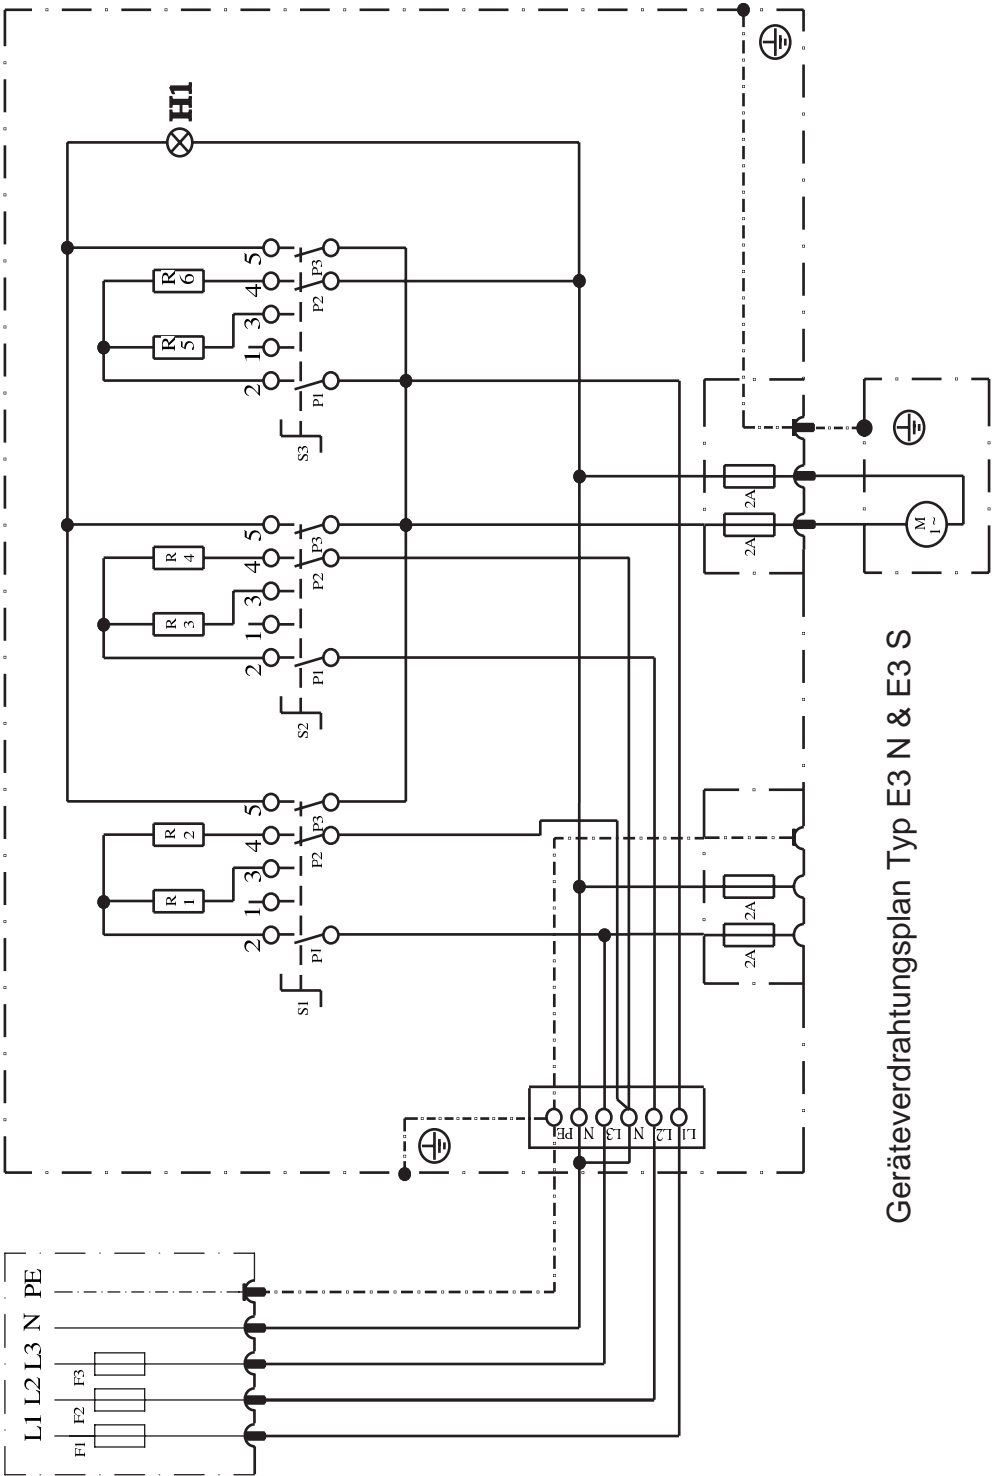 H1
R 6
R 5
5
4
3
1
2
P3
P2
P1
S3
R 4
R 3
5
4
3
1
2
P3
P2
P1
S2
R 2
R 1
5
4
3
1
2
P3
P2
P1
S1
2A
2A
M
1 ~
2A
2A
PE
N
L3
N
L2
L1
L1 L2 L3 N PE
F1
F2
F3
Geräteverdrahtungsplan Typ E3 N & E3 S